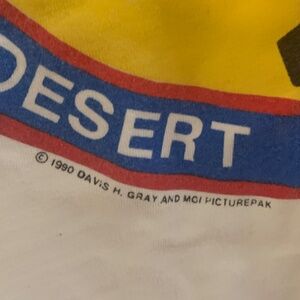 DESERT
© 1990 DAVIS H. GRAY AND MCI PICTUREPAK